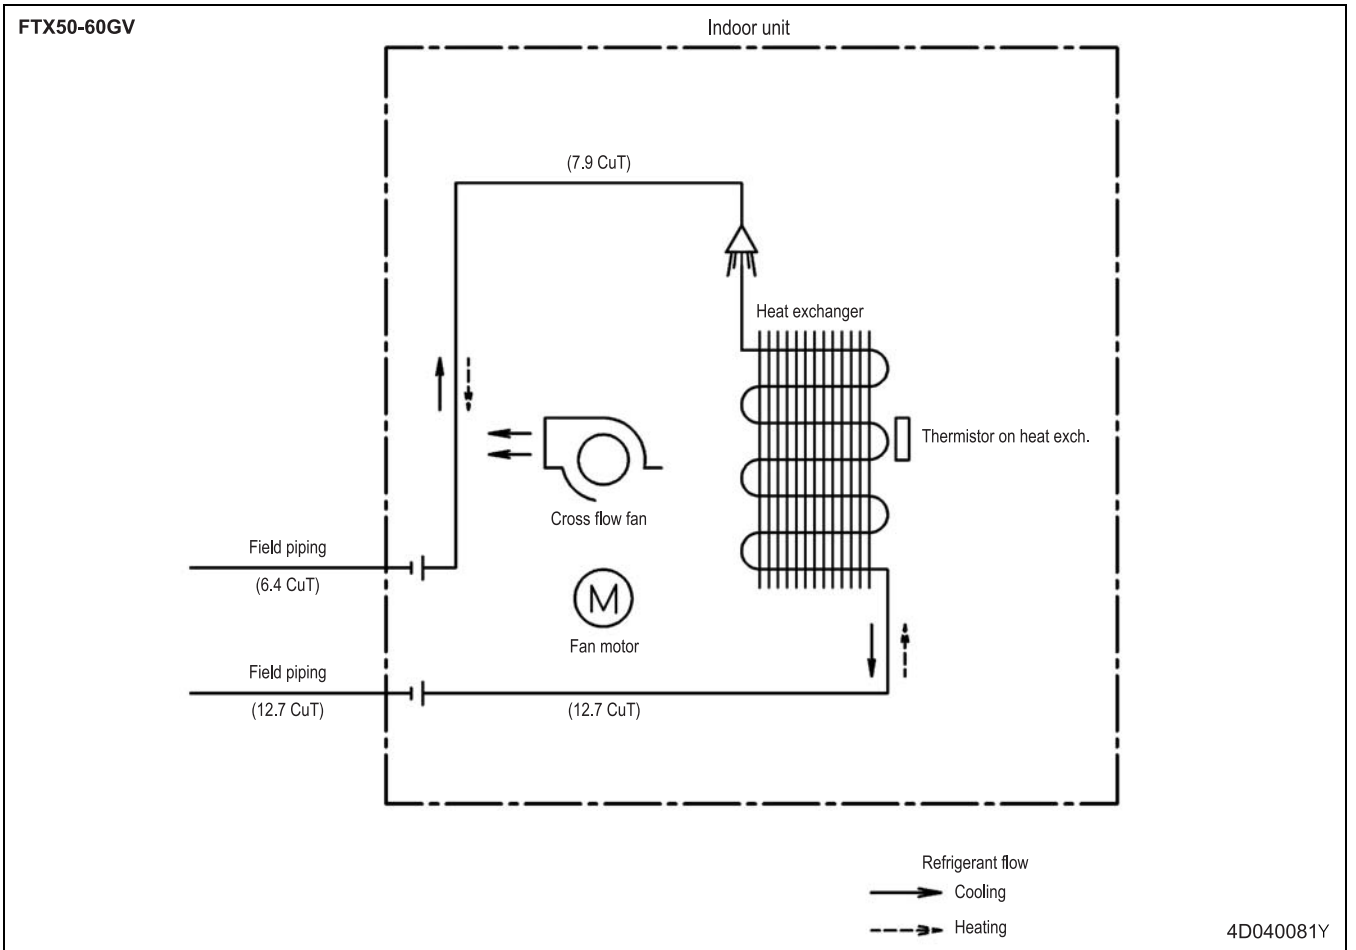 FTX50-60GV
Indoor unit
(7.9 CuT)
Heat exchanger
Thermistor on heat exch.
Cross flow fan
Field piping
(6.4 CuT)
M
Fan motor
Field piping
(12.7 CuT)
(12.7 CuT)
Refrigerant flow
Cooling
Heating
4D040081Y